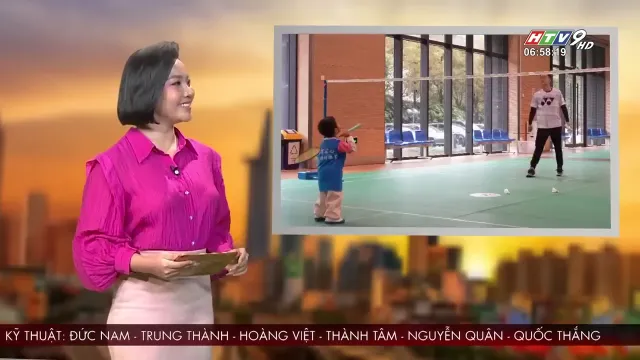 HTV9 HD
06:58:19
YONEX
KỸ THUẬT: ĐỨC NAM - TRUNG THÀNH - HOÀNG VIỆT - THÀNH TÂM - NGUYỄN QUÂN - QUỐC THẮNG